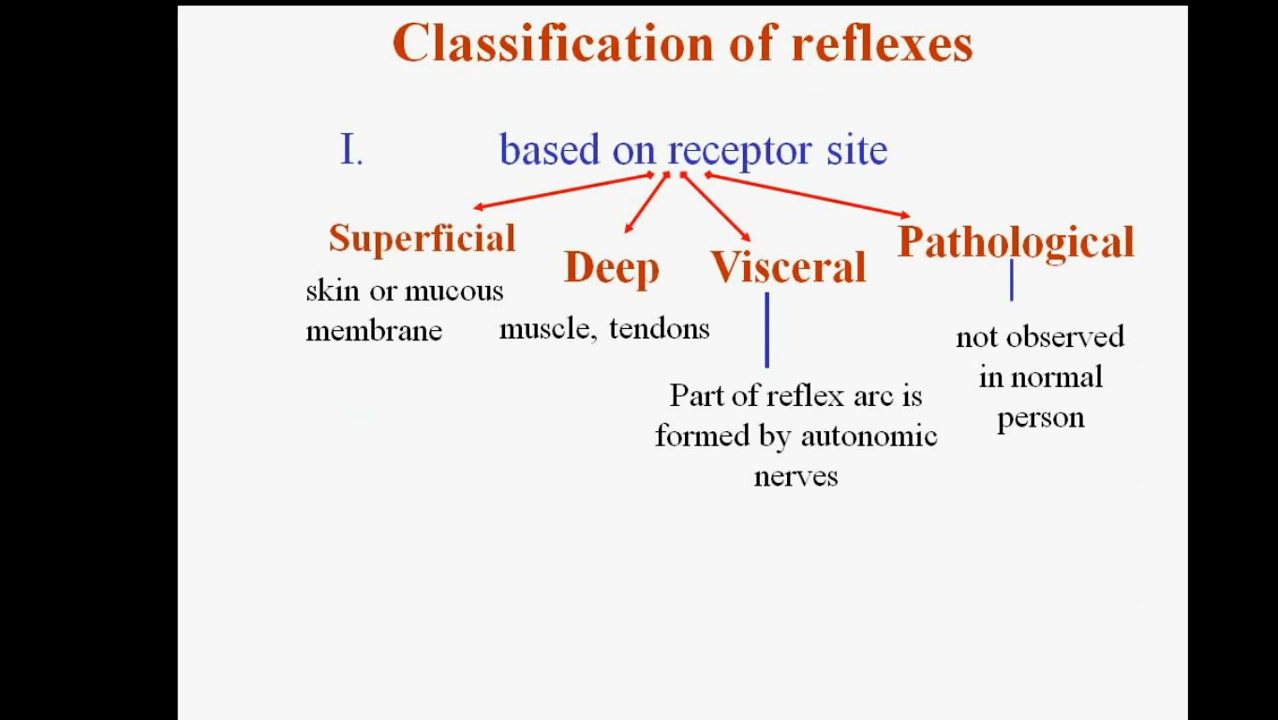 Classification of reflexes
I. based on receptor site
Superficial
skin or mucous
membrane
Deep
muscle, tendons
Visceral
Part of reflex arc is
formed by autonomic
nerves
Pathological
not observed
in normal
person